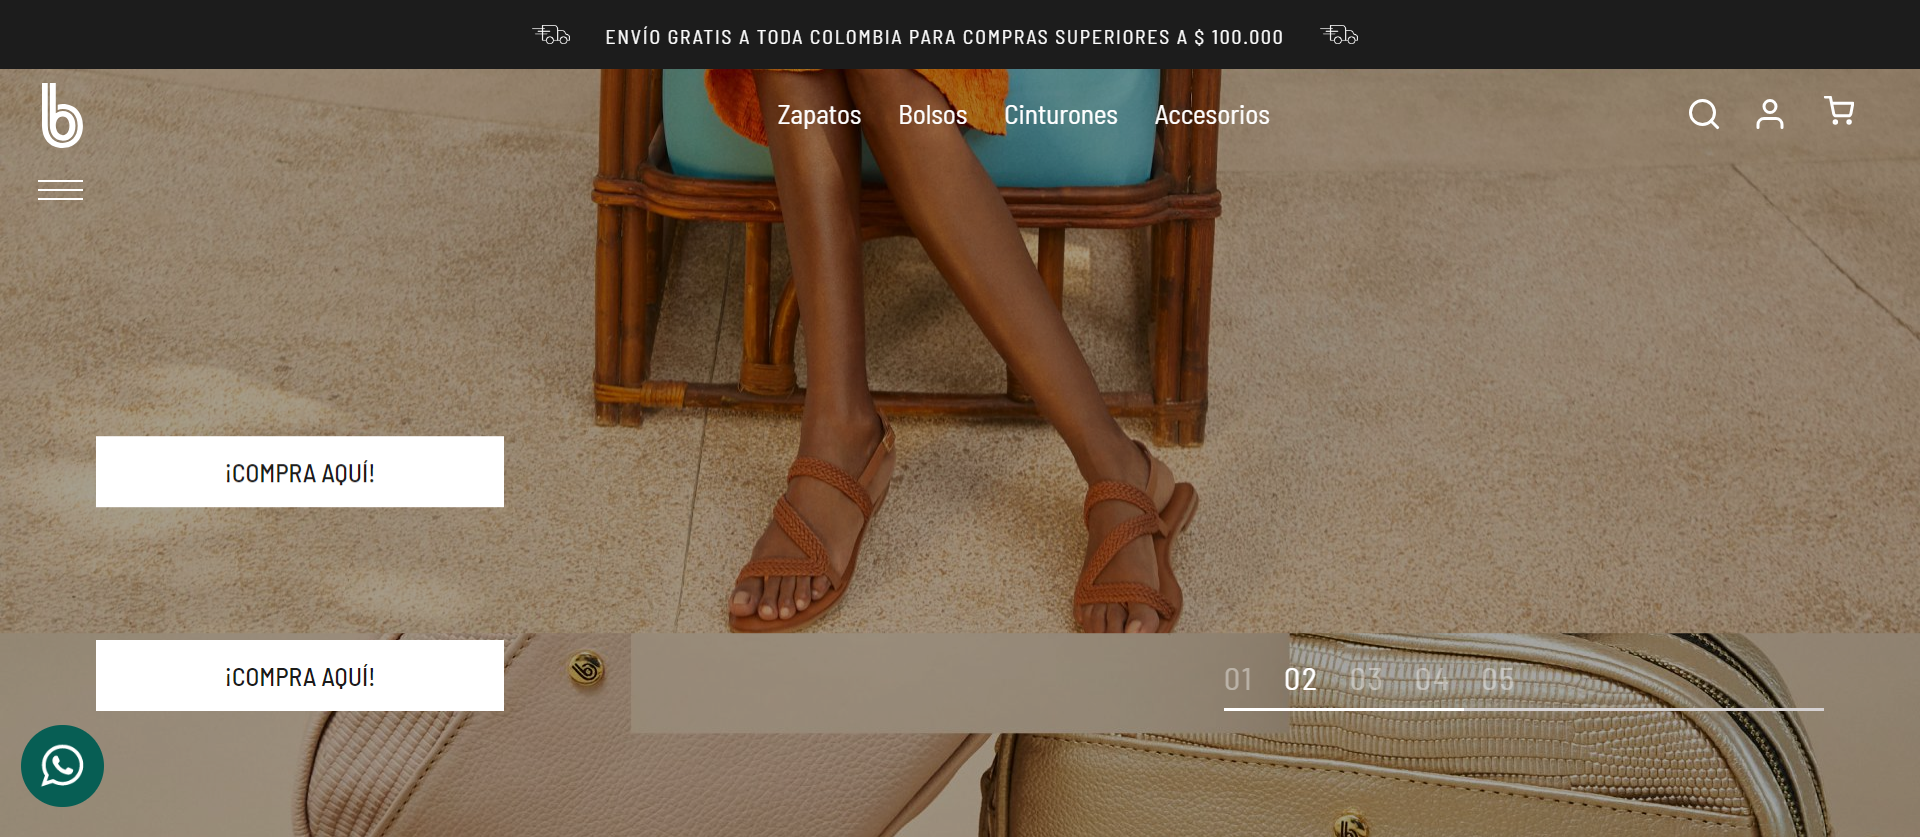 ENVÍO GRATIS A TODA COLOMBIA PARA COMPRAS SUPERIORES A $ 100.000
b
Zapatos Bolsos Cinturones Accesorios
¡COMPRA AQUÍ!
¡COMPRA AQUÍ!
01 02 03 04 05